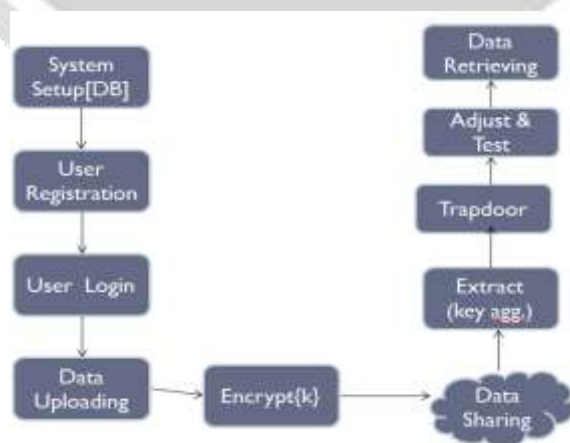 System
Setup[DB]
User
Registration
User Login
Data
Uploading
Encrypt{k}
Data
Sharing
Extract
(key agg.)
Trapdoor
Adjust &
Test
Data
Retrieving